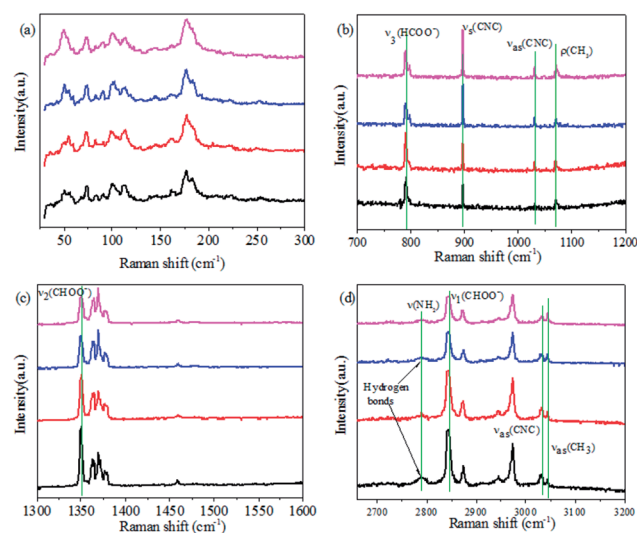 (a)
Intensity(a.u.)
50 100 150 200 250 300
Raman shift (cm⁻¹)
(b)
ν₃(HCOO⁻)
νₛ(CNC)
νₐₛ(CNC)
ρ(CH₃)
Intensity(a.u.)
700 800 900 1000 1100 1200
Raman shift (cm⁻¹)
(c)
ν₂(CHOO⁻)
Intensity(a.u.)
1300 1350 1400 1450 1500 1550 1600
Raman shift (cm⁻¹)
(d)
ν(NH₂)
ν₁(CHOO⁻)
Hydrogen
bonds
νₐₛ(CNC)
νₐₛ(CH3)
Intensity(a.u.)
2700 2800 2900 3000 3100 3200
Raman shift (cm⁻¹)